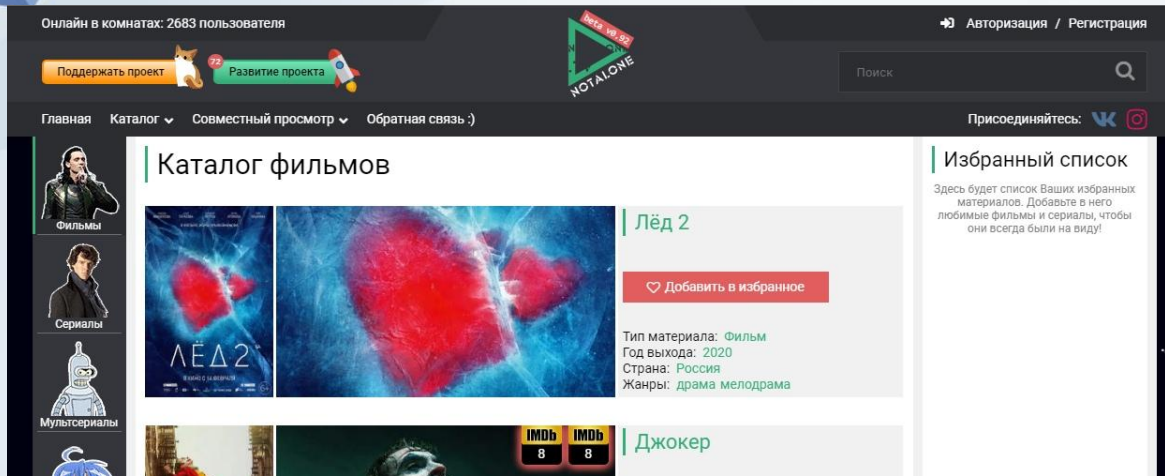 Онлайн в комнатах: 2683 пользователя
beta v0.92
NOTALONE
Авторизация / Регистрация
Поддержать проект
72
Развитие проекта
Поиск
Главная Каталог Совместный просмотр Обратная связь :)
Присоединяйтесь:
Фильмы
Сериалы
Мультсериалы
Каталог фильмов
ЛЁД 2
Лёд 2
Добавить в избранное
Тип материала: Фильм
Год выхода: 2020
Страна: Россия
Жанры: драма мелодрама
IMDb IMDb
8 8
Джокер
Избранный список
Здесь будет список Ваших избранных
материалов. Добавьте в него
любимые фильмы и сериалы, чтобы
они всегда были на виду!